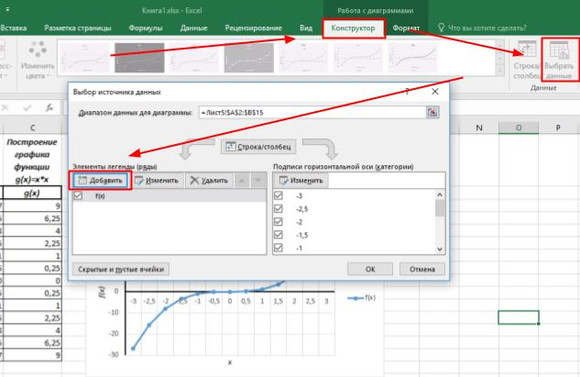 Книга1.xlsx - Excel
Работа с диаграммами
Вставка Разметка страницы Формулы Данные Рецензирование Вид Конструктор Формат Что вы хотите сделать?
Изменить цвета
Строка/столбец
Выбрать данные
Данные
Выбор источника данных
Диапазон данных для диаграммы: =Лист5!$A$2:$B$15
Строка/столбец
Элементы легенды (ряды)
Подписи горизонтальной оси (категории)
Добавить Изменить Удалить
Изменить
f(x)
-3
-2,5
-2
-1,5
-1
Скрытые и пустые ячейки
ОК Отмена
C N O P
Построение
графика
функции
g(x)=x*x
g(x)
9
6,25
4
2,25
1
0,25
0
0,25
1
2,25
4
6,25
9
f(x)
0
-10
-20
-30
-3 -2,5 -2 -1,5 -1 -0,5 0 0,5 1 1,5 2 2,5 3
x
f(x)